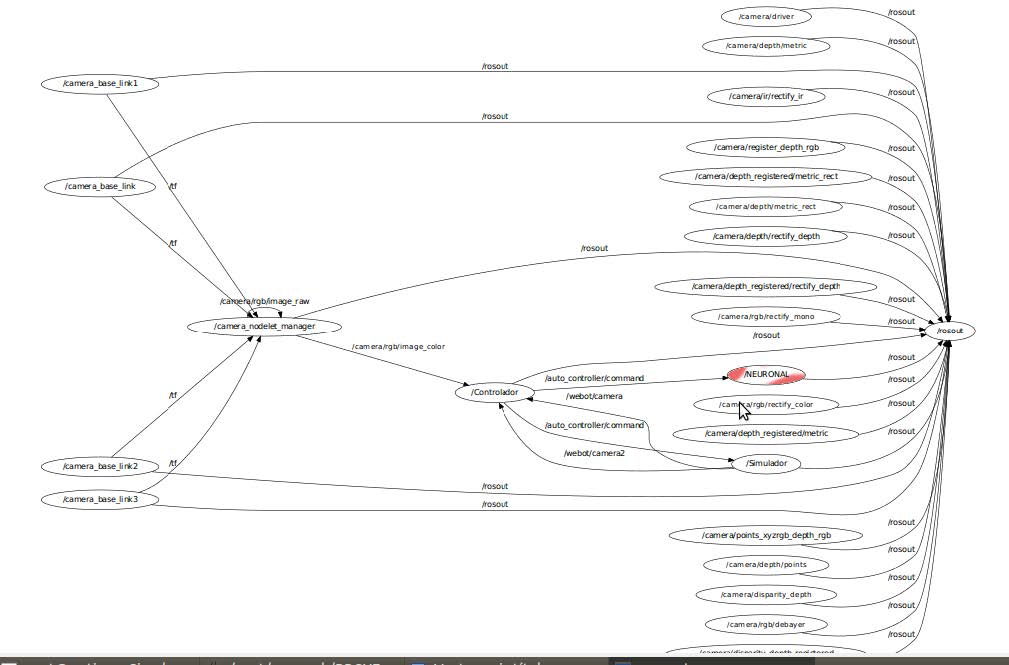 /camera/driver
/rosout
/camera/depth/metric
/rosout
/rosout
/camera_base_link1
/camera/ir/rectify_ir
/rosout
/rosout
/camera/register_depth_rgb
/rosout
/camera/depth_registered/metric_rect
/rosout
/camera_base_link
/tf
/camera/depth/metric_rect
/rosout
/camera/depth/rectify_depth
/rosout
/tf
/rosout
/camera/depth_registered/rectify_depth
/rosout
/camera/rgb/image_raw
/camera/rgb/rectify_mono
/rosout
/camera_nodelet_manager
/rosout
/rosout
/camera/rgb/image_color
/rosout
/NEURONAL
/auto_controller/command
/rosout
/Controlador
/webot/camera
/tf
/camera/rgb/rectify_color
/rosout
/auto_controller/command
/camera/depth_registered/metric
/rosout
/webot/camera2
/camera_base_link2
/tf
/Simulador
/rosout
/camera_base_link3
/rosout
/rosout
/camera/points_xyzrgb_depth_rgb
/rosout
/camera/depth/points
/rosout
/camera/disparity_depth
/rosout
/camera/rgb/debayer
/rosout